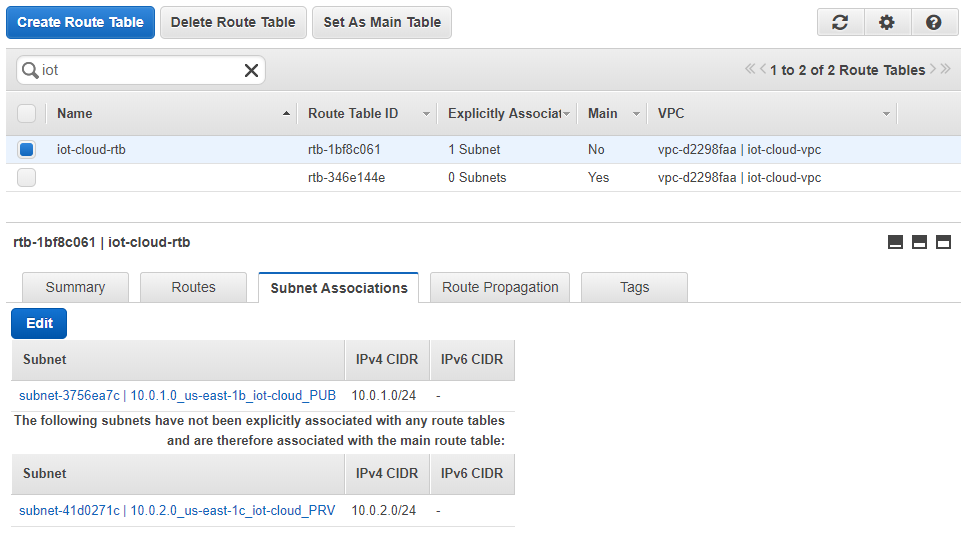 Create Route Table Delete Route Table Set As Main Table
iot 1 to 2 of 2 Route Tables
Name Route Table ID Explicitly Associat Main VPC
iot-cloud-rtb rtb-1bf8c061 1 Subnet No vpc-d2298faa | iot-cloud-vpc
rtb-346e144e 0 Subnets Yes vpc-d2298faa | iot-cloud-vpc
rtb-1bf8c061 | iot-cloud-rtb
Summary Routes Subnet Associations Route Propagation Tags
Edit
Subnet IPv4 CIDR IPv6 CIDR
subnet-3756ea7c | 10.0.1.0_us-east-1b_iot-cloud_PUB 10.0.1.0/24 -
The following subnets have not been explicitly associated with any route tables
and are therefore associated with the main route table:
Subnet IPv4 CIDR IPv6 CIDR
subnet-41d0271c | 10.0.2.0_us-east-1c_iot-cloud_PRV 10.0.2.0/24 -